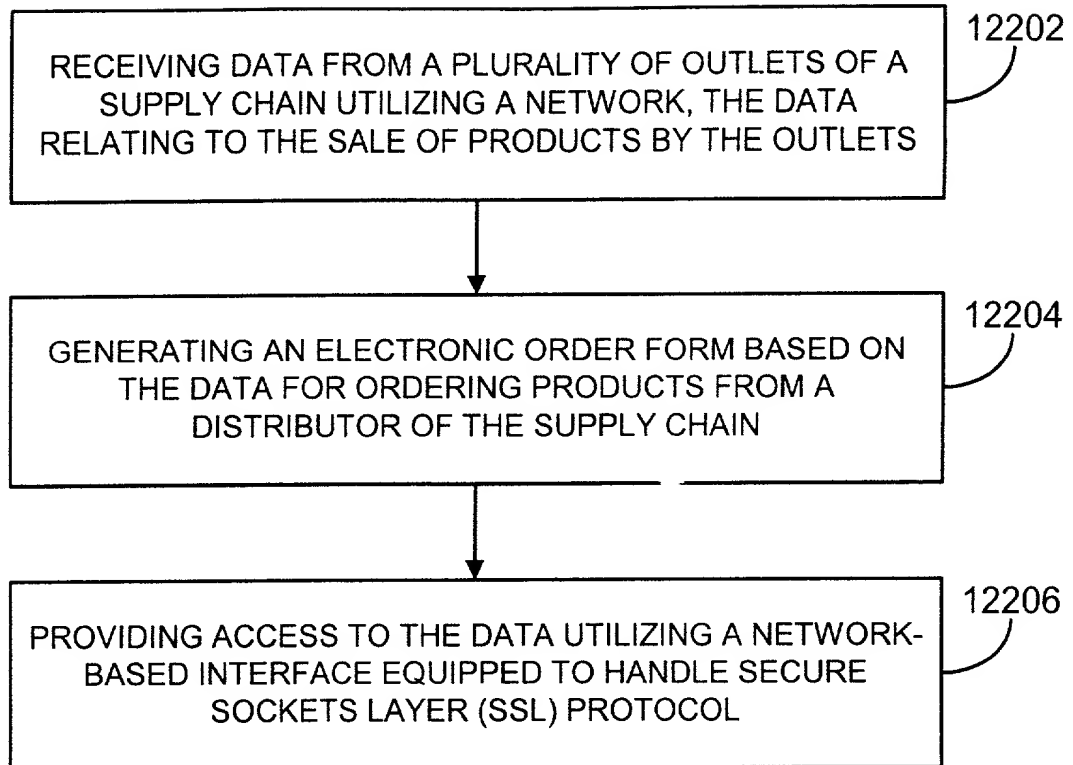 12202
RECEIVING DATA FROM A PLURALITY OF OUTLETS OF A
SUPPLY CHAIN UTILIZING A NETWORK, THE DATA
RELATING TO THE SALE OF PRODUCTS BY THE OUTLETS
12204
GENERATING AN ELECTRONIC ORDER FORM BASED ON
THE DATA FOR ORDERING PRODUCTS FROM A
DISTRIBUTOR OF THE SUPPLY CHAIN
12206
PROVIDING ACCESS TO THE DATA UTILIZING A NETWORK-
BASED INTERFACE EQUIPPED TO HANDLE SECURE
SOCKETS LAYER (SSL) PROTOCOL